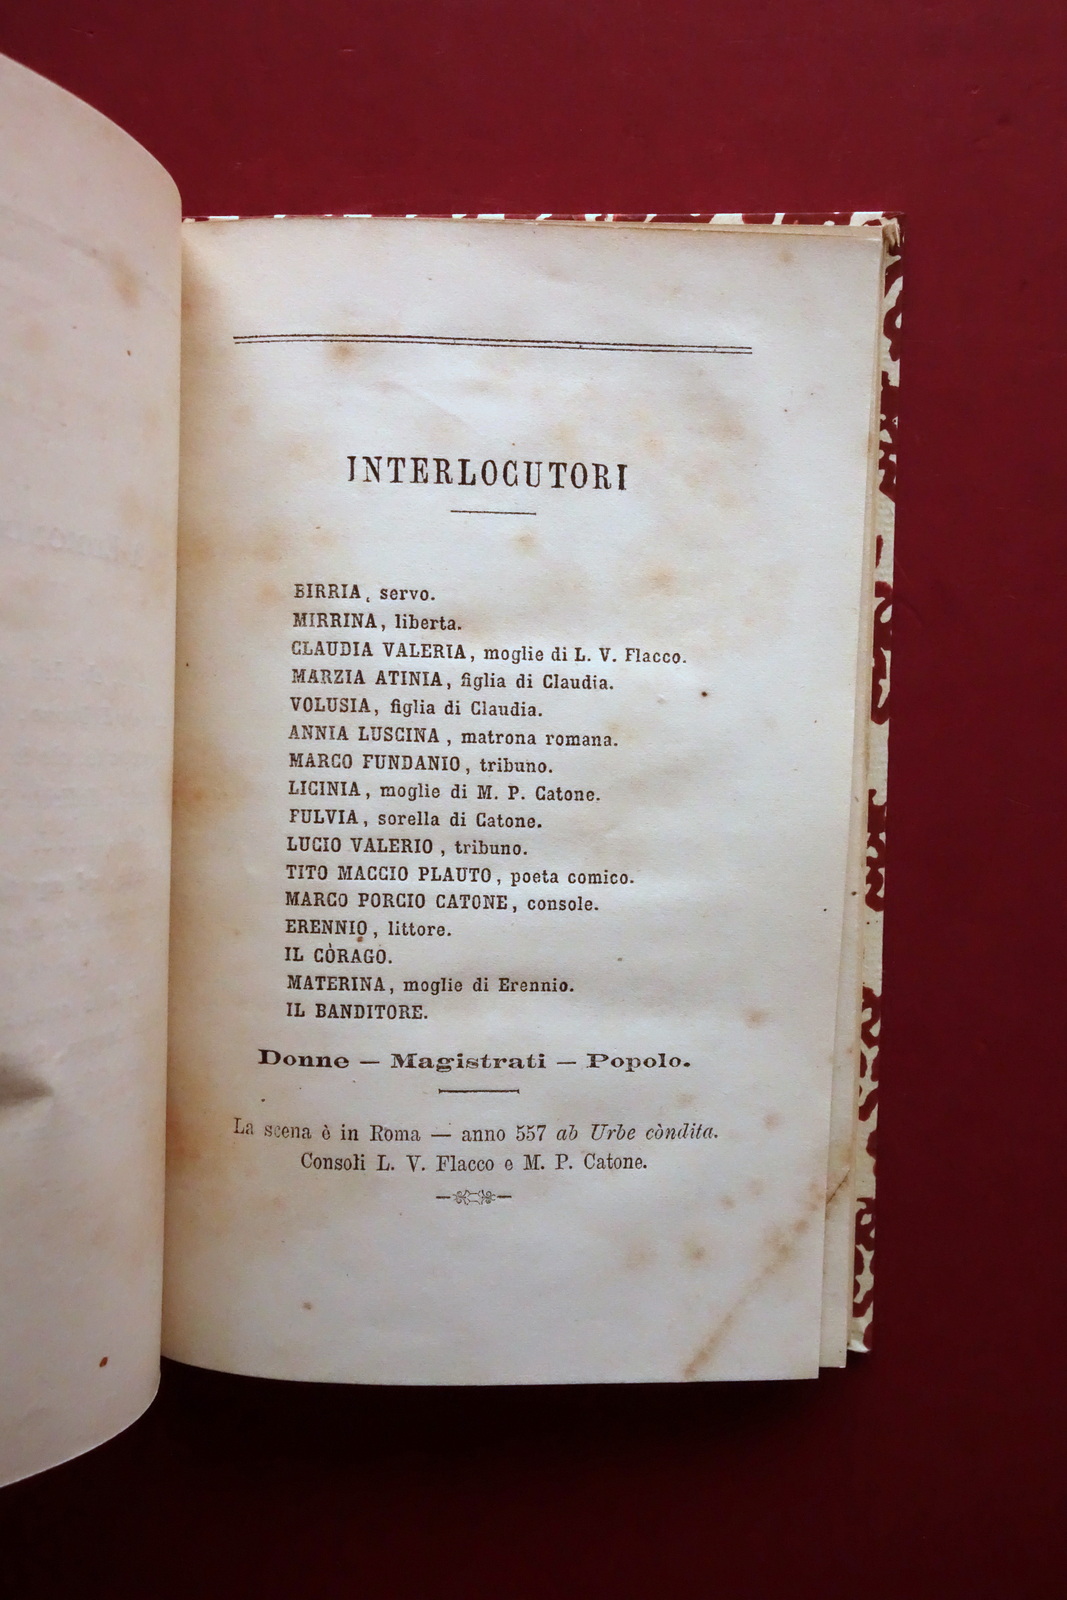 INTERLOCUTORI
BIRRIA, servo.
MIRRINA, liberta.
CLAUDIA VALERIA, moglie di L. V. Flacco.
MARZIA ATINIA, figlia di Claudia.
VOLUSIA, figlia di Claudia.
ANNIA LUSCINA, matrona romana.
MARCO FUNDANIO, tribuno.
LICINIA, moglie di M. P. Catone.
FULVIA, sorella di Catone.
LUCIO VALERIO, tribuno.
TITO MACCIO PLAUTO, poeta comico.
MARCO PORCIO CATONE, console.
ERENNIO, littore.
IL CÒRAGO.
MATERINA, moglie di Erennio.
IL BANDITORE.
Donne — Magistrati — Popolo.
La scena è in Roma — anno 557 ab Urbe còndita.
Consoli L. V. Flacco e M. P. Catone.